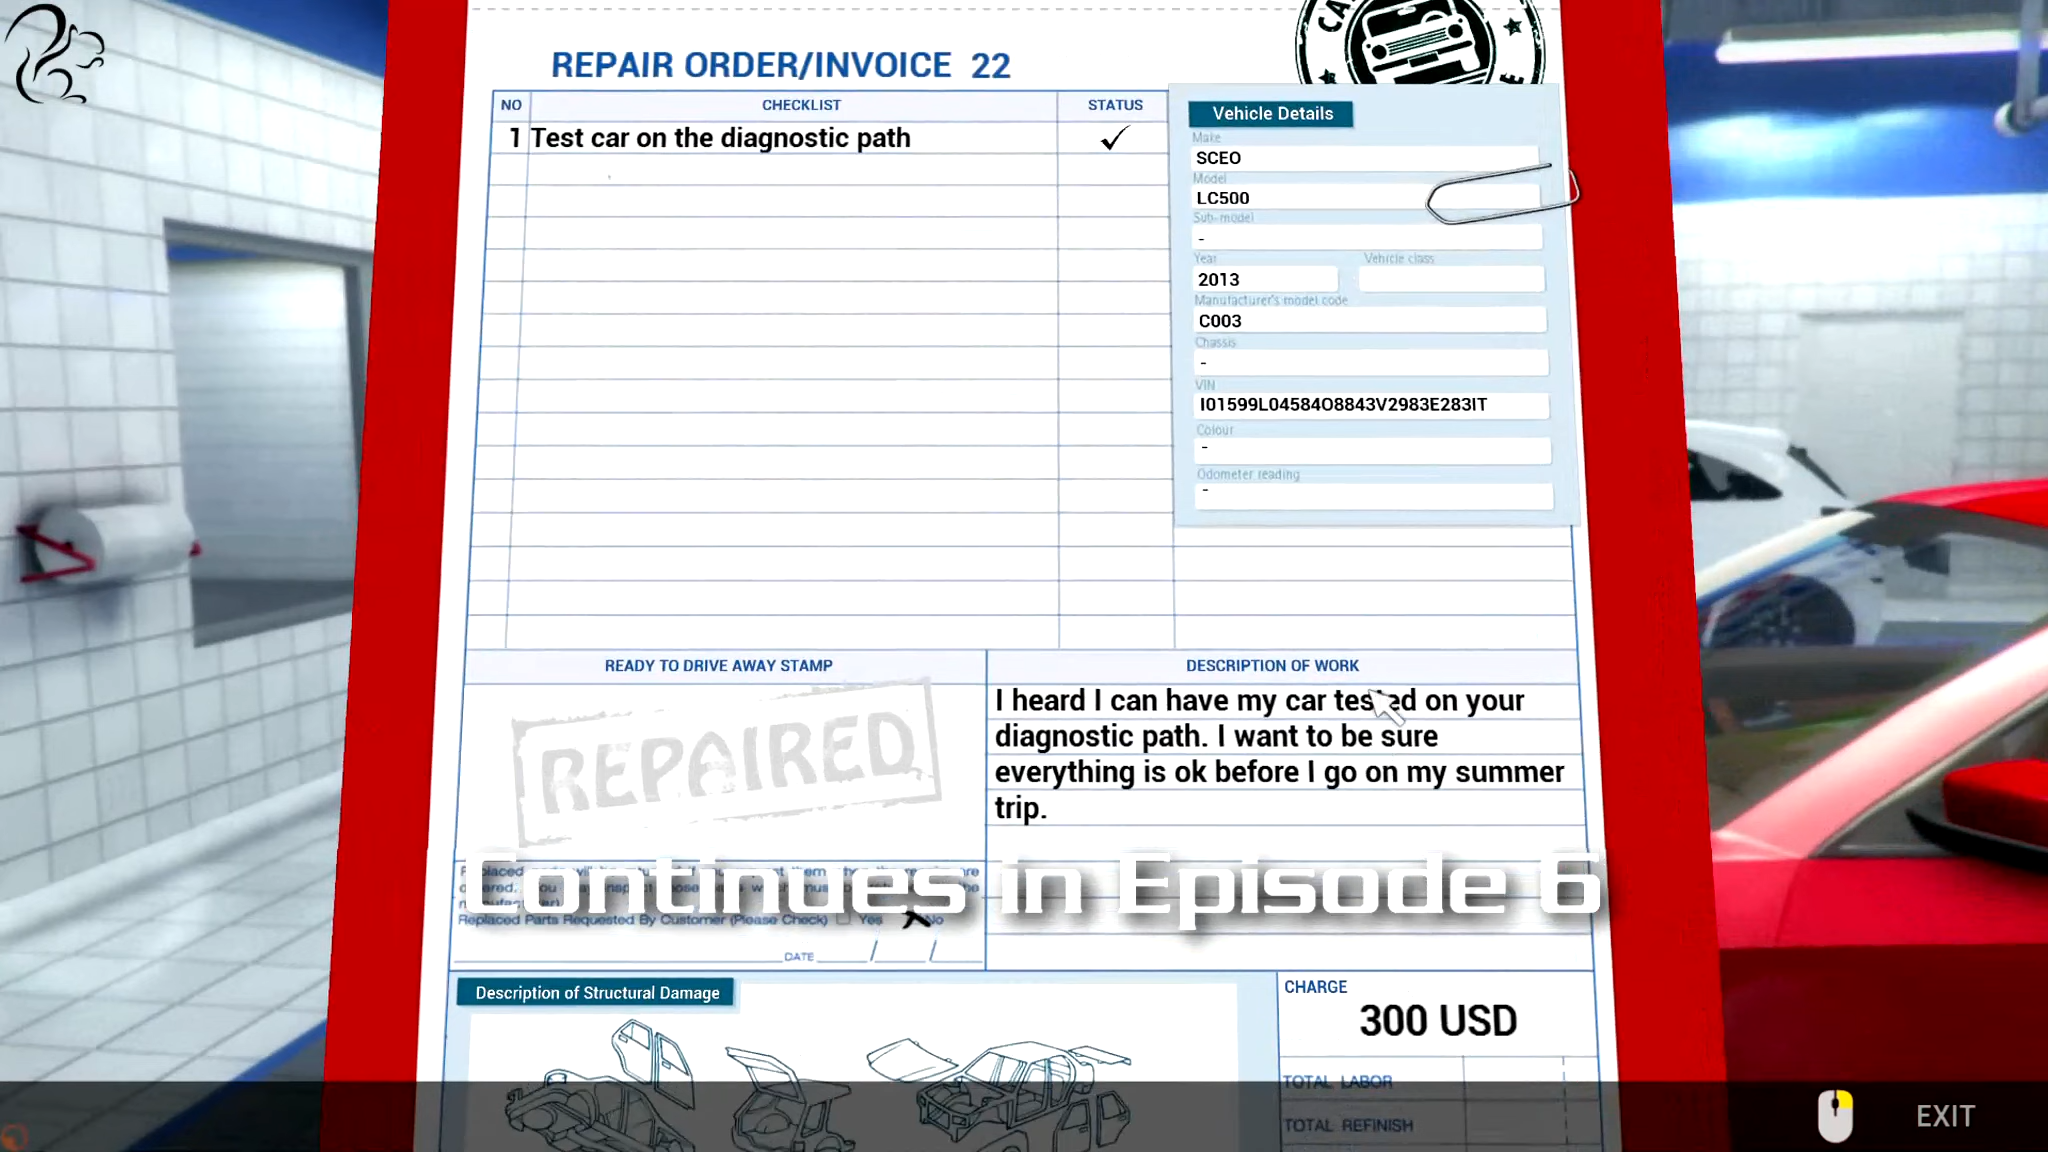 REPAIR ORDER/INVOICE 22
NO CHECKLIST STATUS
1 Test car on the diagnostic path
Vehicle Details
Make
SCEO
Model
LC500
Sub-model
-
Year Vehicle class
2013
Manufacturer's model code
C003
Chassis
-
VIN
I01599L04584O8843V2983E283IT
Colour
-
Odometer reading
-
READY TO DRIVE AWAY STAMP
REPAIRED
DESCRIPTION OF WORK
I heard I can have my car tested on your
diagnostic path. I want to be sure
everything is ok before I go on my summer
trip.
Continues in Episode 6
Replaced Parts Requested By Customer (Please Check) Yes No
DATE
Description of Structural Damage
CHARGE
300 USD
TOTAL LABOR
TOTAL REFINISH
EXIT